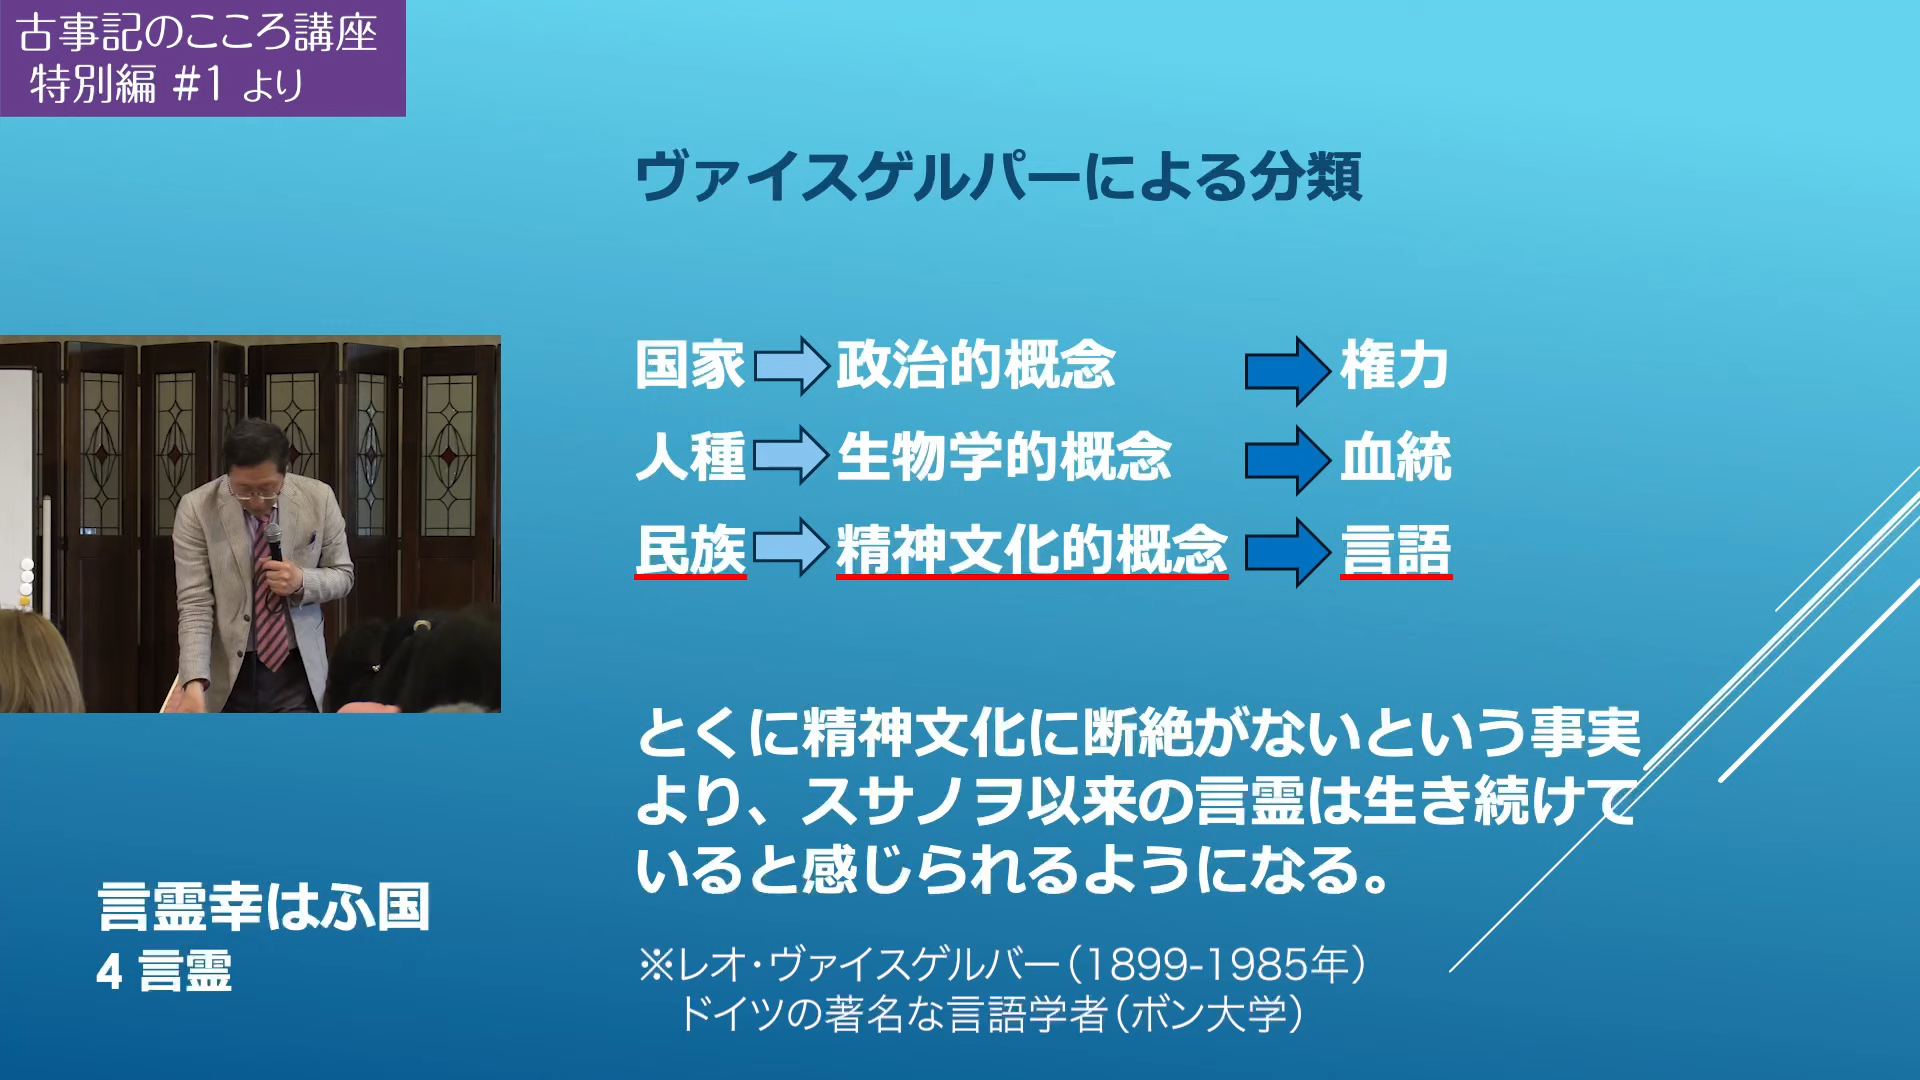 古事記のこころ講座
特別編 #1 より
ヴァイスゲルパーによる分類
国家 政治的概念 権力
人種 生物学的概念 血統
民族 精神文化的概念 言語
とくに精神文化に断絶がないという事実
より、スサノヲ以来の言霊は生き続けて
いると感じられるようになる。
言霊幸はふ国
4 言霊
※レオ・ヴァイスゲルバー(1899-1985年)
ドイツの著名な言語学者(ボン大学)